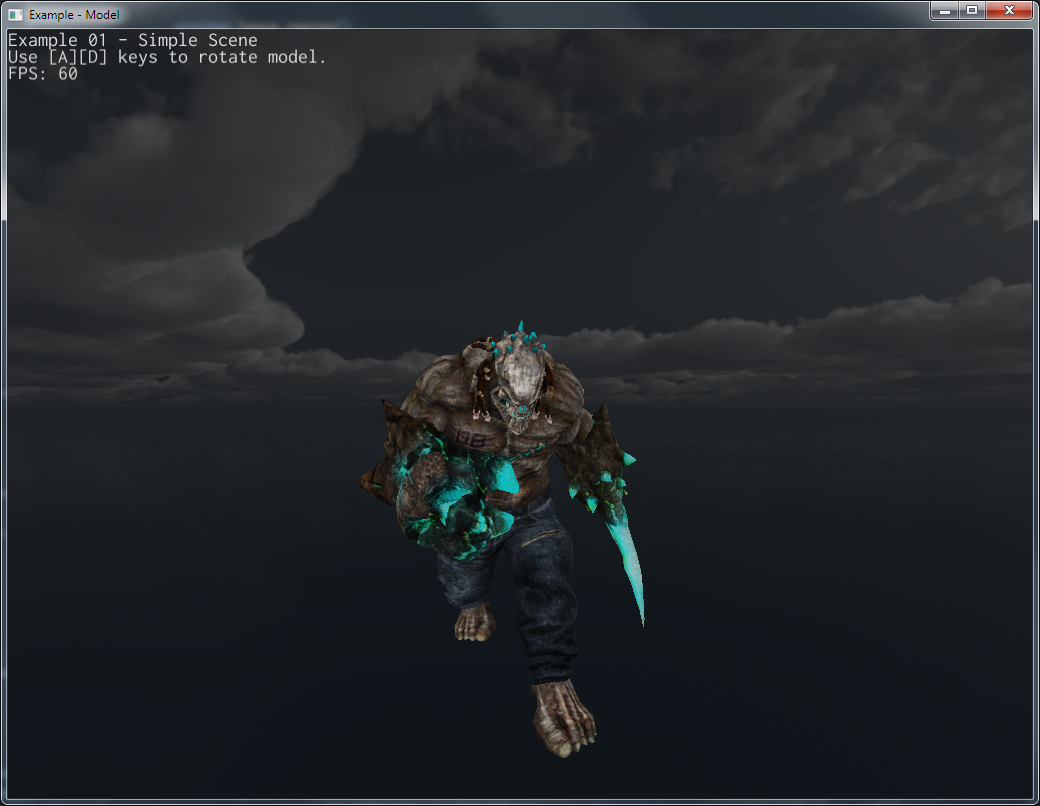 Example - Model
Example 01 - Simple Scene
Use [A][D] keys to rotate model.
FPS: 60